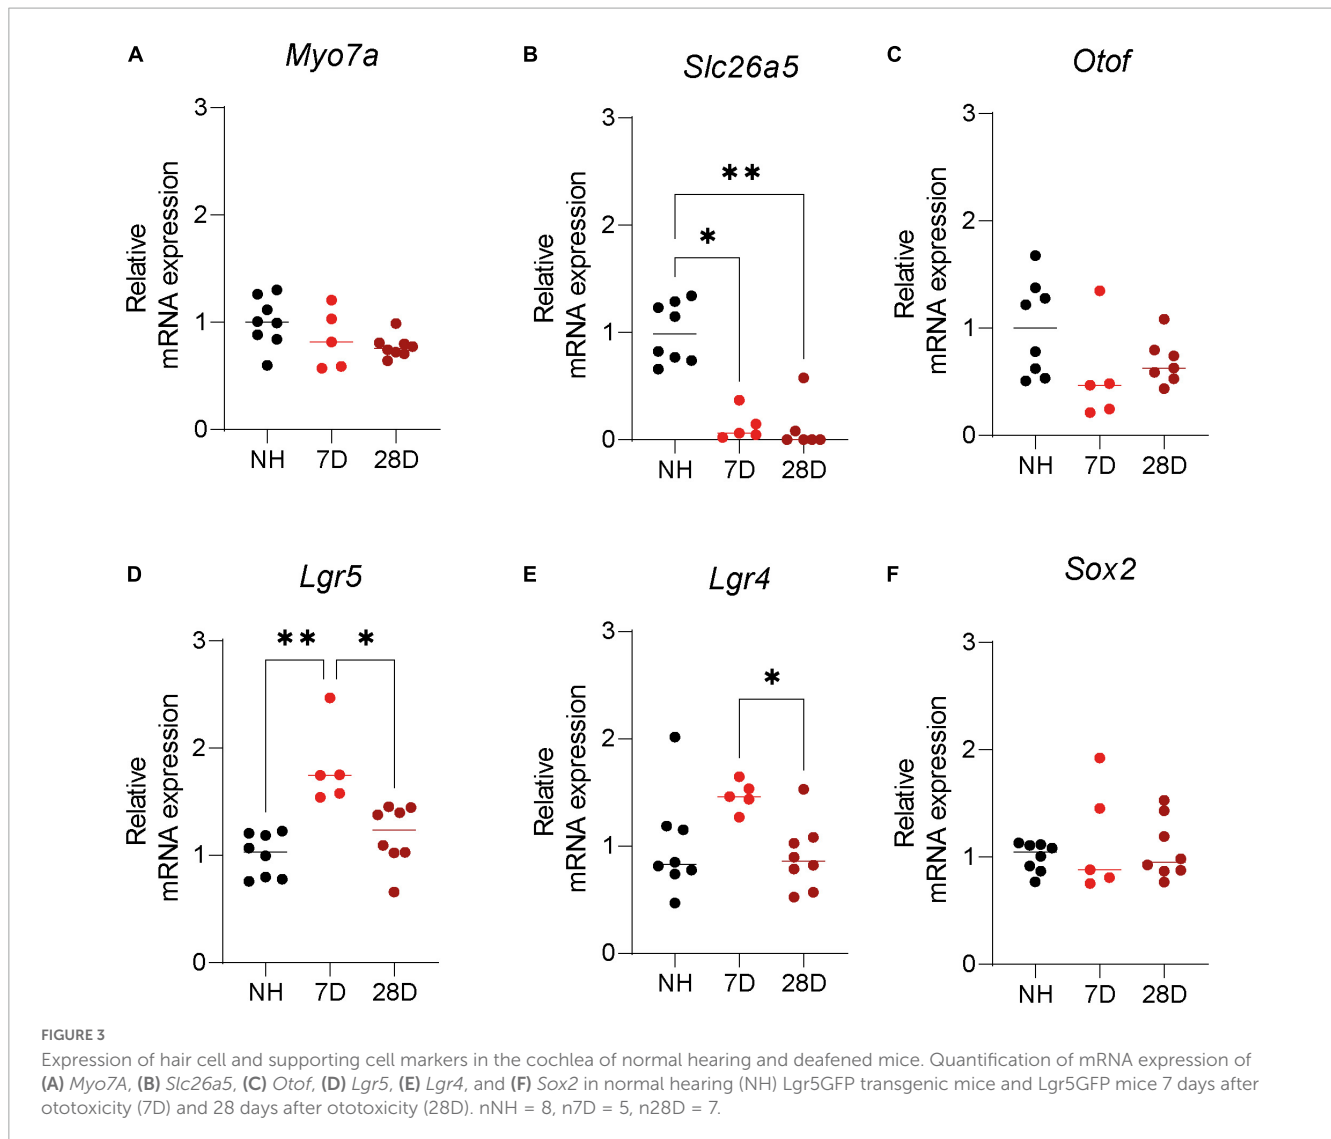 A
Myo7a
Relative
mRNA expression
3
2
1
0
NH 7D 28D
B
Slc26a5
Relative
mRNA expression
3
2
1
0
**
*
NH 7D 28D
C
Otof
Relative
mRNA expression
3
2
1
0
NH 7D 28D
D
Lgr5
Relative
mRNA expression
3
2
1
0
** *
NH 7D 28D
E
Lgr4
Relative
mRNA expression
3
2
1
0
*
NH 7D 28D
F
Sox2
Relative
mRNA expression
3
2
1
0
NH 7D 28D
FIGURE 3
Expression of hair cell and supporting cell markers in the cochlea of normal hearing and deafened mice. Quantification of mRNA expression of
(A) Myo7A, (B) Slc26a5, (C) Otof, (D) Lgr5, (E) Lgr4, and (F) Sox2 in normal hearing (NH) Lgr5GFP transgenic mice and Lgr5GFP mice 7 days after
ototoxicity (7D) and 28 days after ototoxicity (28D). nNH = 8, n7D = 5, n28D = 7.